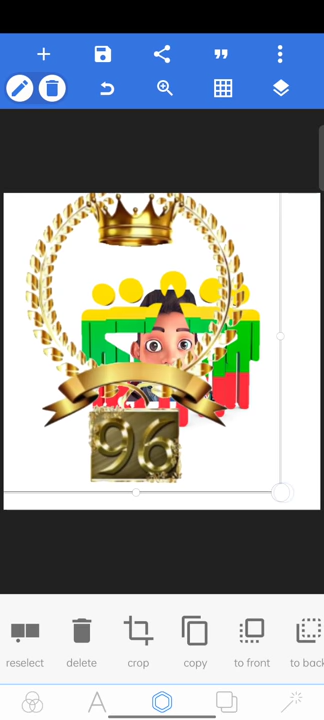 96
reselect
delete
crop
copy
to front
to back